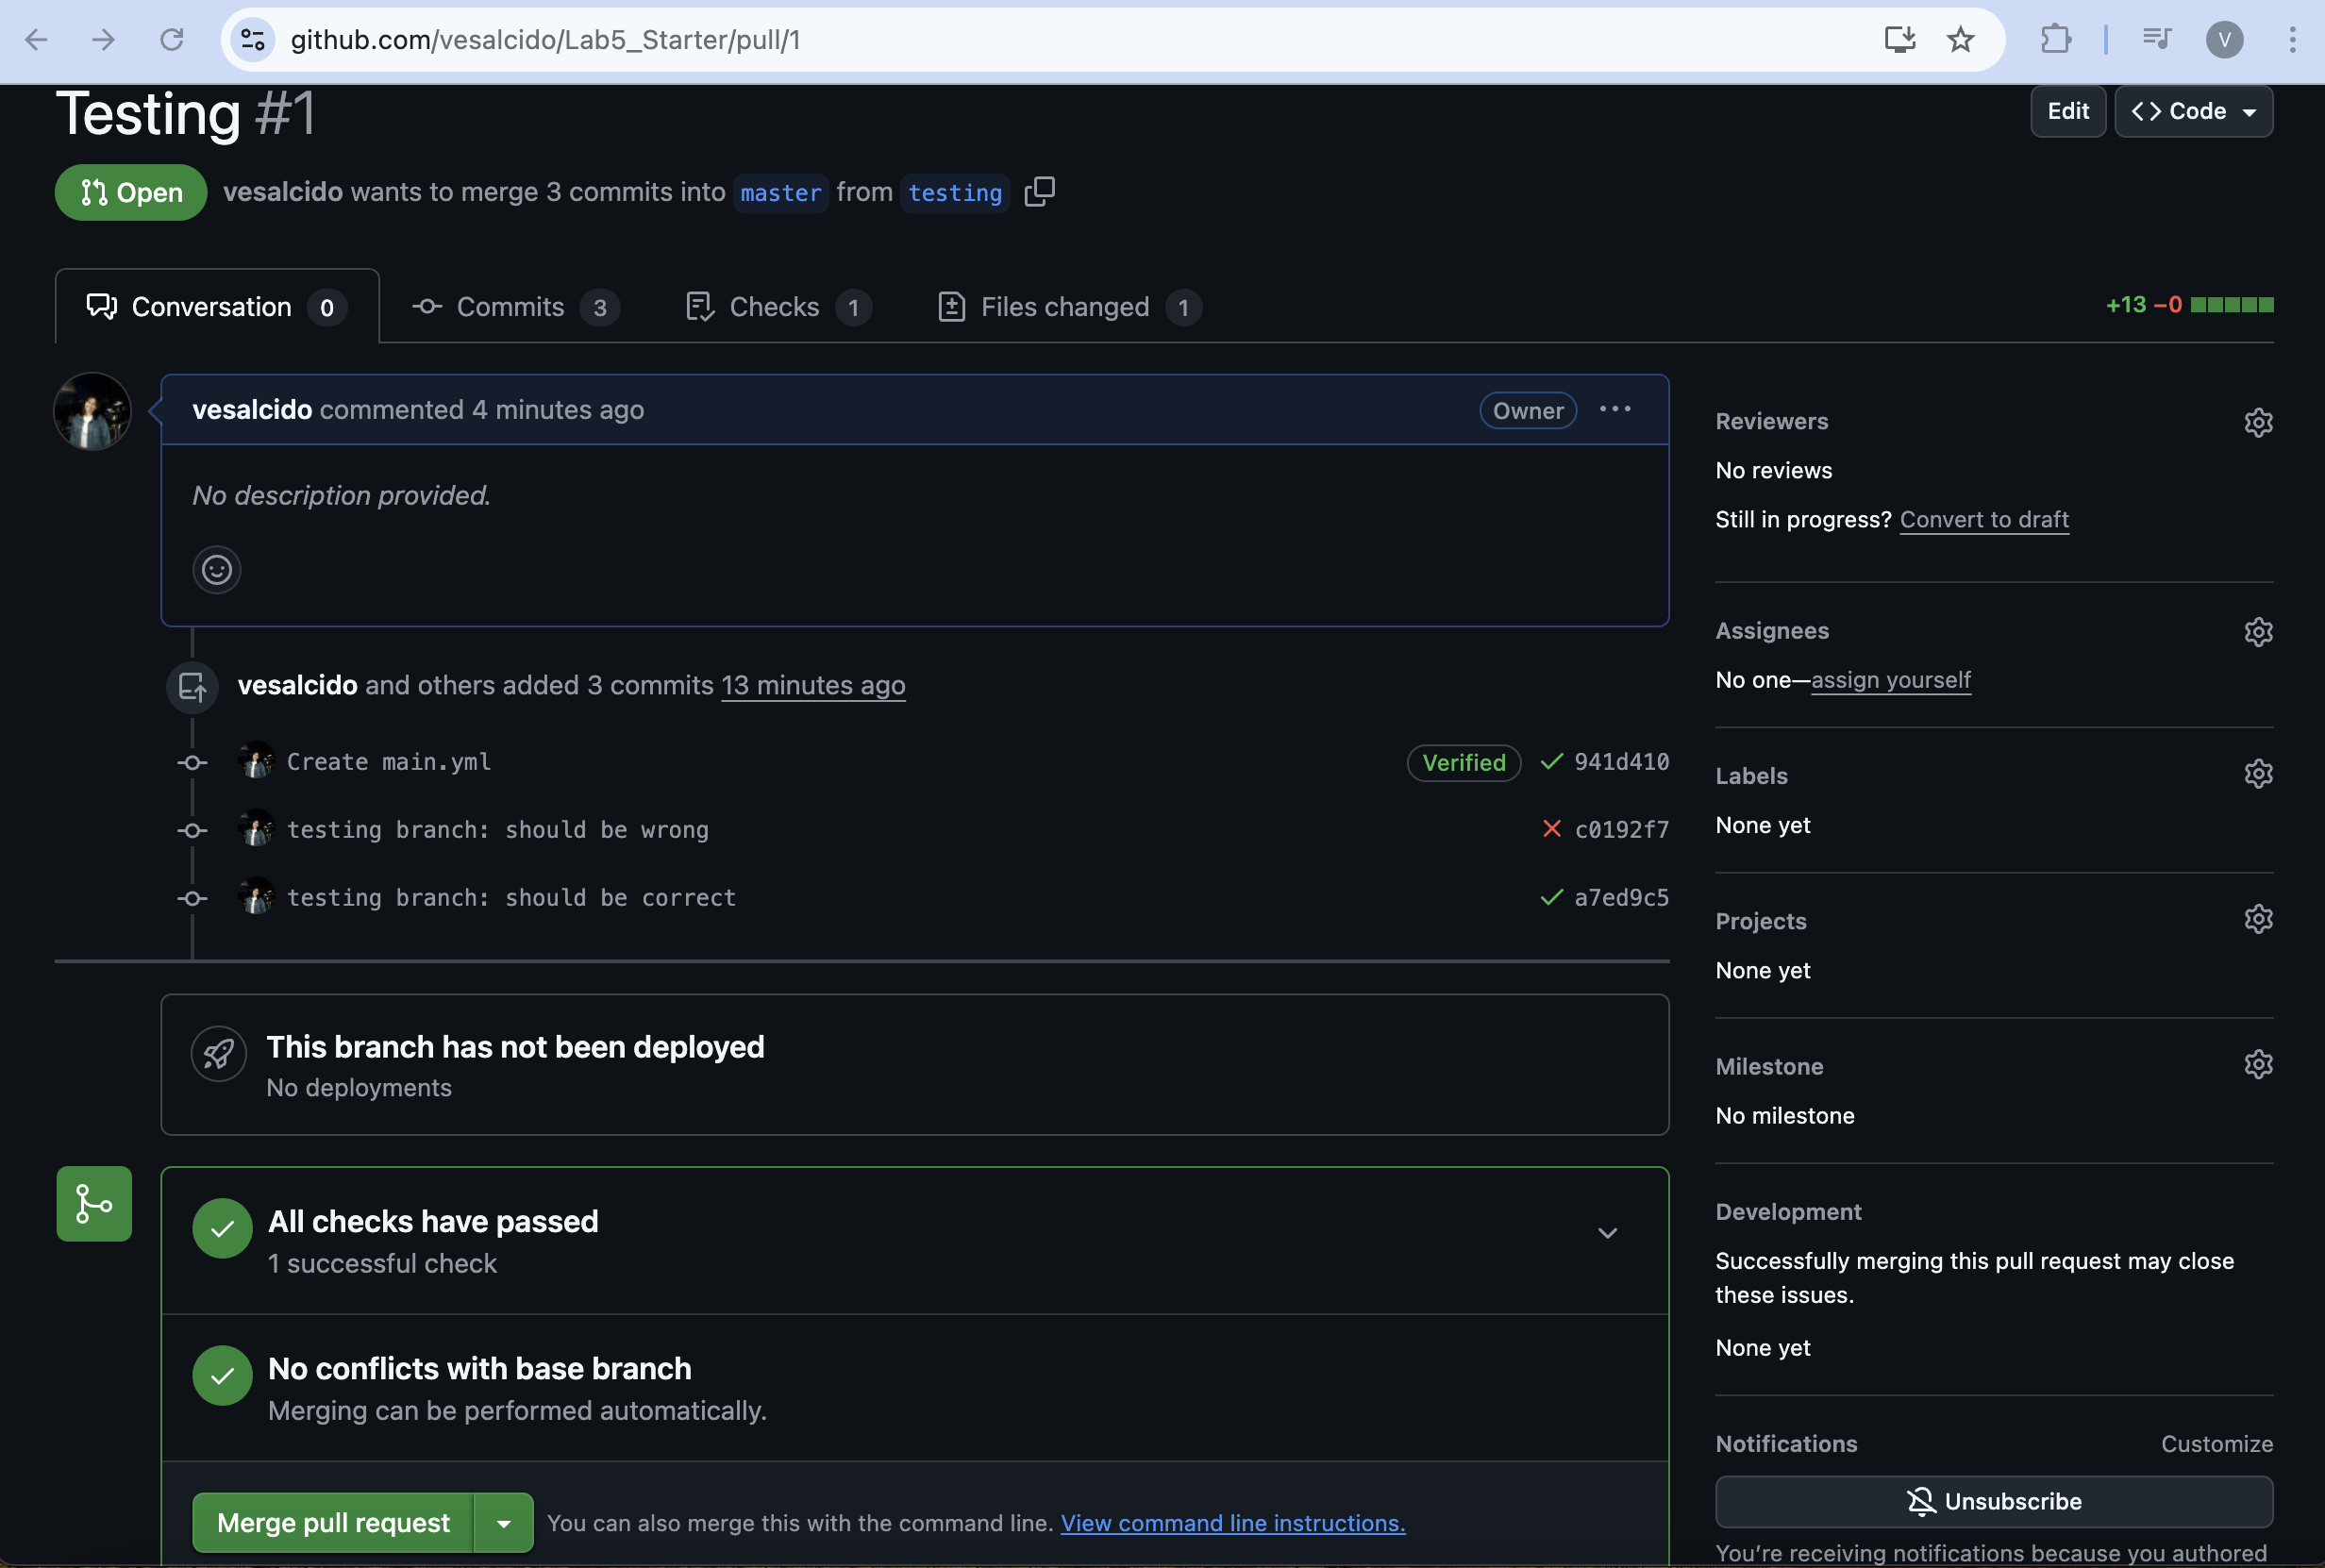 github.com/vesalcido/Lab5_Starter/pull/1
V
Testing #1
Edit
Code
Open
vesalcido wants to merge 3 commits into master from testing
Conversation 0
Commits 3
Checks 1
Files changed 1
+13 −0
vesalcido commented 4 minutes ago
Owner
No description provided.
vesalcido and others added 3 commits 13 minutes ago
Create main.yml
Verified
941d410
testing branch: should be wrong
c0192f7
testing branch: should be correct
a7ed9c5
This branch has not been deployed
No deployments
All checks have passed
1 successful check
No conflicts with base branch
Merging can be performed automatically.
Merge pull request
You can also merge this with the command line. View command line instructions.
Reviewers
No reviews
Still in progress? Convert to draft
Assignees
No one—assign yourself
Labels
None yet
Projects
None yet
Milestone
No milestone
Development
Successfully merging this pull request may close
these issues.
None yet
Notifications
Customize
Unsubscribe
You're receiving notifications because you authored